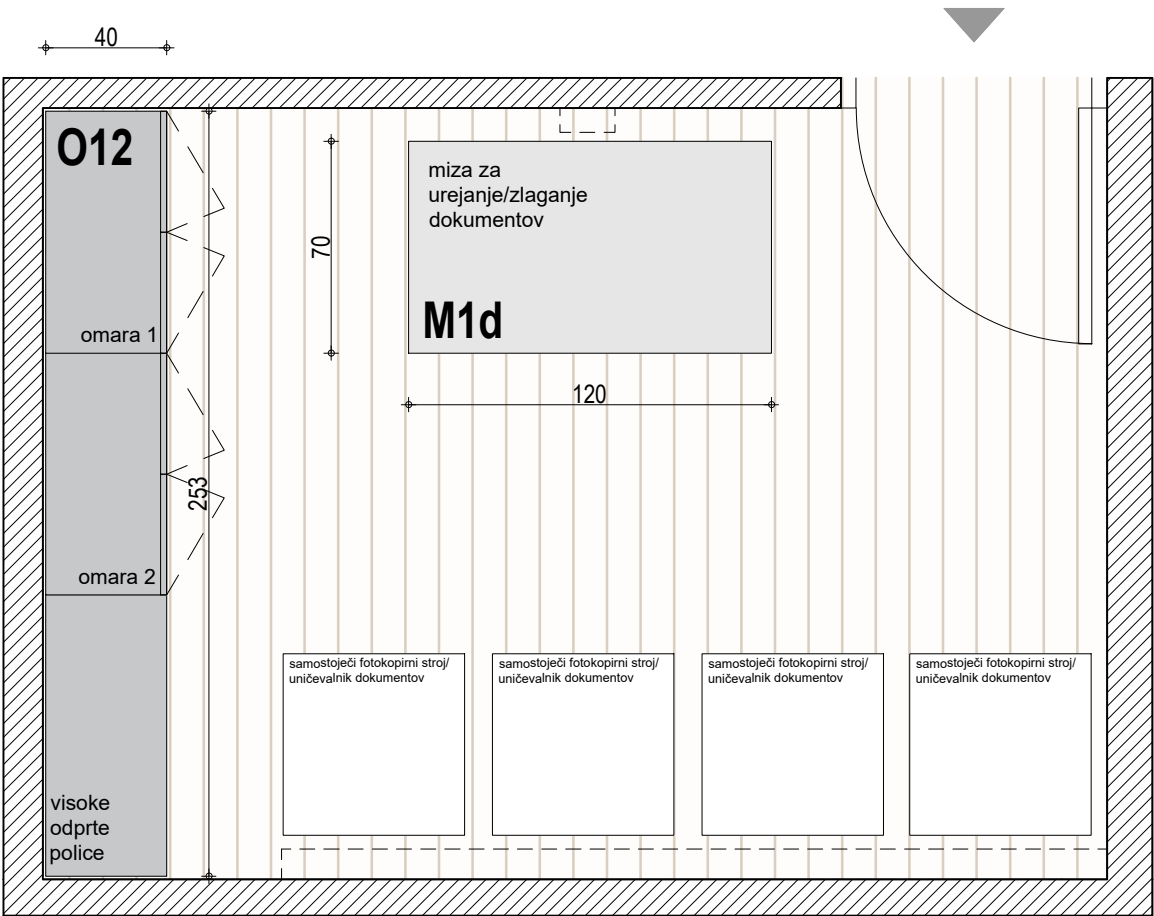 40
O12
miza za
urejanje/zlaganje
dokumentov
70
M1d
omara 1
120
253
omara 2
samostoječi fotokopirni stroj/
uničevalnik dokumentov
samostoječi fotokopirni stroj/
uničevalnik dokumentov
samostoječi fotokopirni stroj/
uničevalnik dokumentov
samostoječi fotokopirni stroj/
uničevalnik dokumentov
visoke
odprte
police